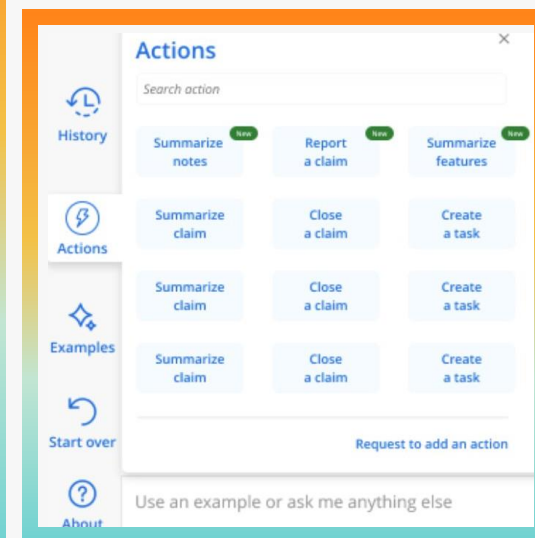 Actions
Search action
History
New
New
New
Summarize
notes
Report
a claim
Summarize
features
Actions
Summarize
claim
Close
a claim
Create
a task
Examples
Summarize
claim
Close
a claim
Create
a task
Summarize
claim
Close
a claim
Create
a task
Start over
Request to add an action
About
Use an example or ask me anything else